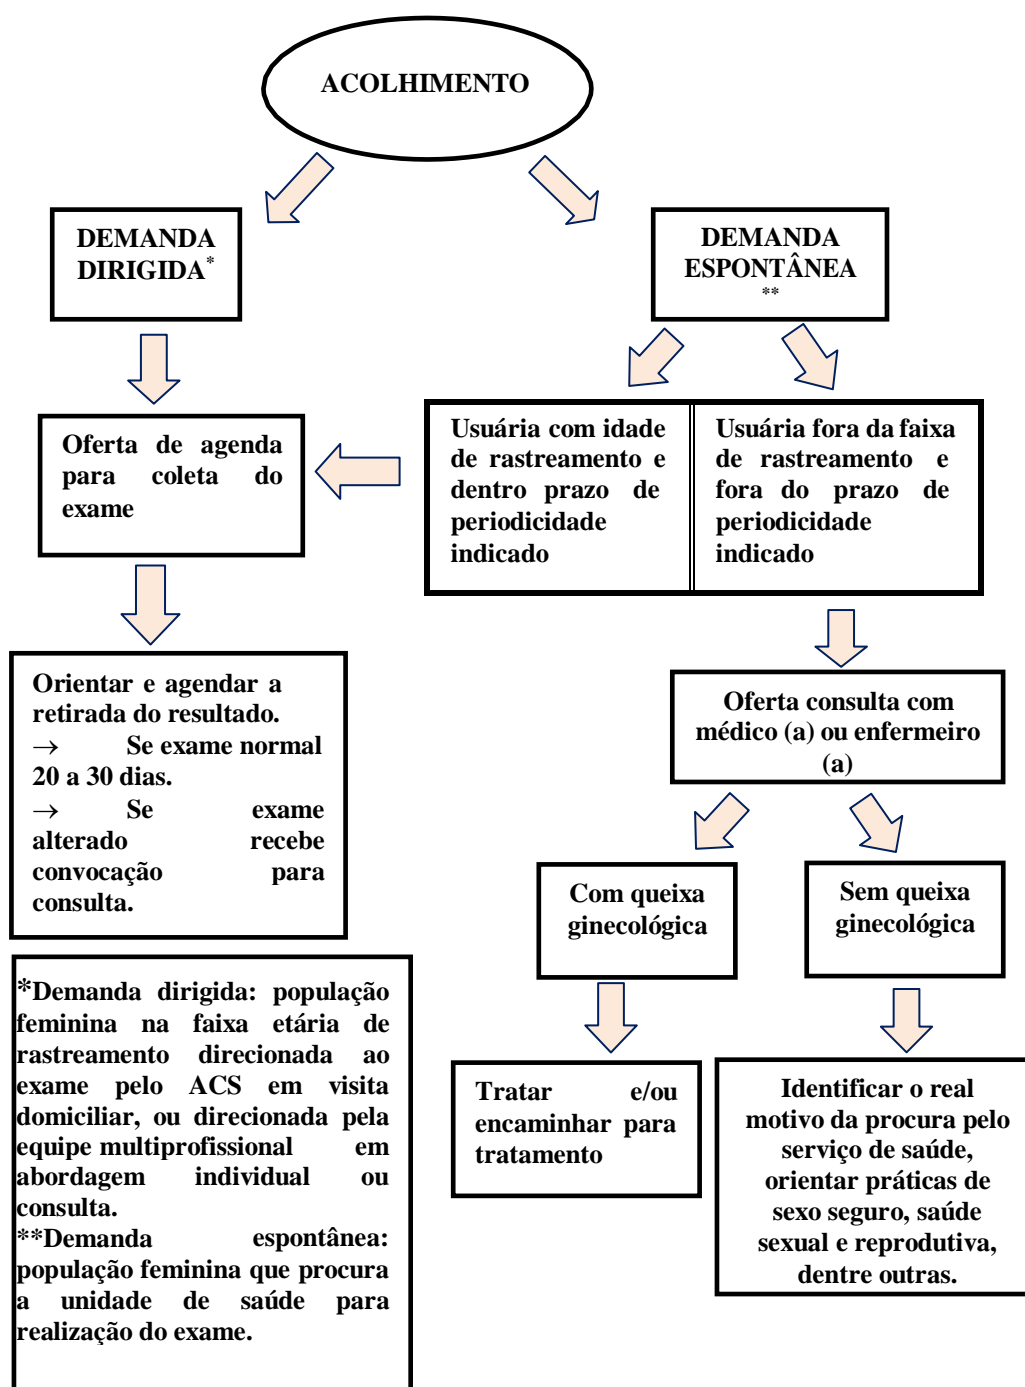 ACOLHIMENTO
DEMANDA
DIRIGIDA*
DEMANDA
ESPONTÂNEA
**
Oferta de agenda
para coleta do
exame
Usuária com idade
de rastreamento e
dentro prazo de
periodicidade
indicado
Usuária fora da faixa
de rastreamento e
fora do prazo de
periodicidade
indicado
Orientar e agendar a
retirada do resultado.
→ Se exame normal
20 a 30 dias.
→ Se exame
alterado recebe
convocação para
consulta.
Oferta consulta com
médico (a) ou enfermeiro
(a)
Com queixa
ginecológica
Sem queixa
ginecológica
Tratar e/ou
encaminhar para
tratamento
Identificar o real
motivo da procura pelo
serviço de saúde,
orientar práticas de
sexo seguro, saúde
sexual e reprodutiva,
dentre outras.
*Demanda dirigida: população
feminina na faixa etária de
rastreamento direcionada ao
exame pelo ACS em visita
domiciliar, ou direcionada pela
equipe multiprofissional em
abordagem individual ou
consulta.
**Demanda espontânea:
população feminina que procura
a unidade de saúde para
realização do exame.